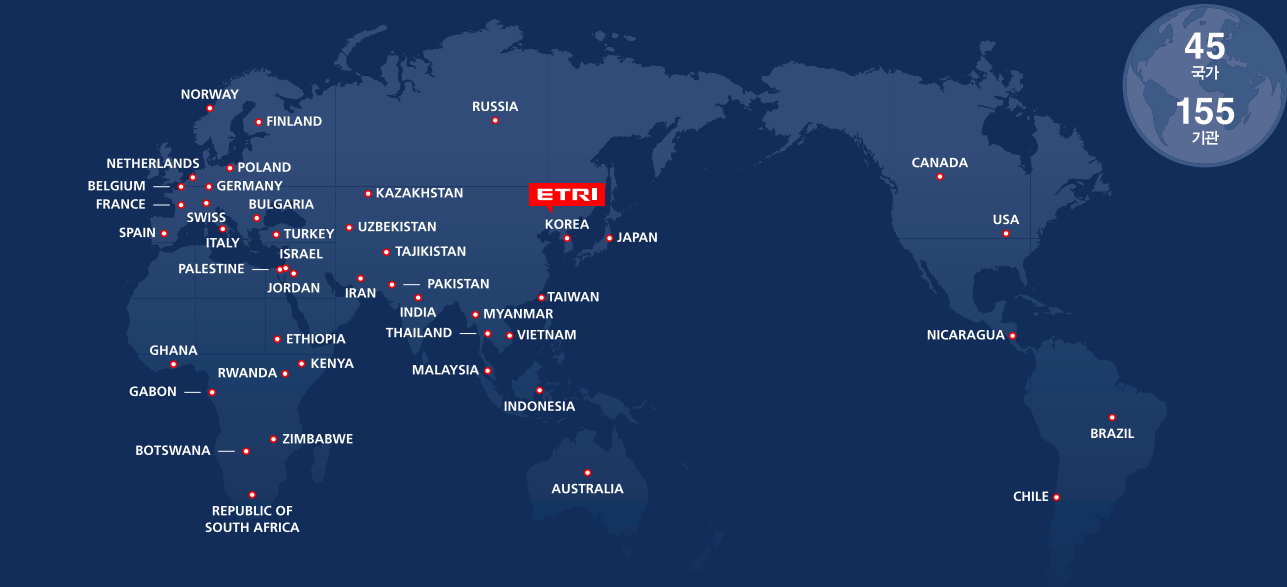 45
국가
155
기관
NORWAY
FINLAND
RUSSIA
NETHERLANDS
POLAND
BELGIUM
GERMANY
FRANCE
SWISS
BULGARIA
SPAIN
ITALY
TURKEY
KAZAKHSTAN
UZBEKISTAN
TAJIKISTAN
ISRAEL
PALESTINE
JORDAN
IRAN
PAKISTAN
INDIA
ETRI
KOREA
JAPAN
TAIWAN
MYANMAR
THAILAND
VIETNAM
MALAYSIA
INDONESIA
ETHIOPIA
GHANA
KENYA
RWANDA
GABON
ZIMBABWE
BOTSWANA
REPUBLIC OF
SOUTH AFRICA
AUSTRALIA
CANADA
USA
NICARAGUA
BRAZIL
CHILE